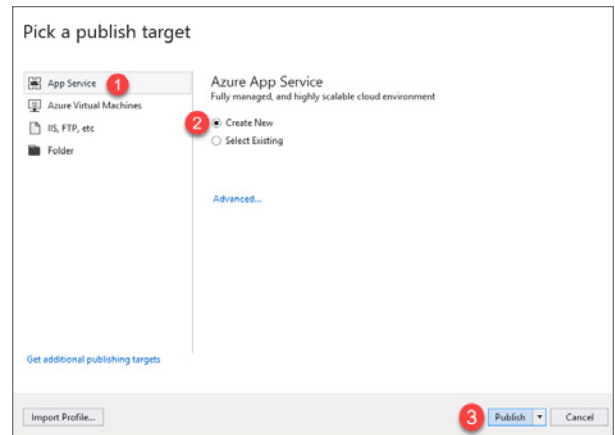 Pick a publish target
App Service 1
Azure Virtual Machines
IIS, FTP, etc
Folder
Get additional publishing targets
Azure App Service
Fully managed, and highly scalable cloud environment
2 Create New
Select Existing
Advanced...
Import Profile...
3 Publish
Cancel